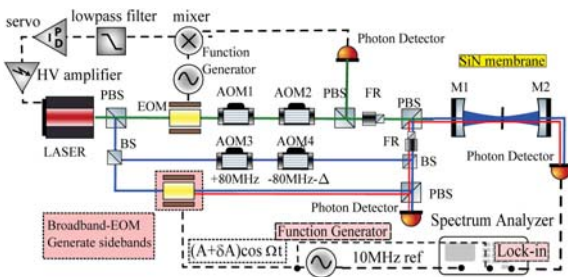 servo
lowpass filter
mixer
P
I
D
Function
Generator
Photon Detector
SiN membrane
HV amplifier
PBS
EOM
AOM1
AOM2
PBS
FR
PBS
M1
M2
LASER
BS
AOM3
AOM4
FR
BS
+80MHz
-80MHz-Δ
Photon Detector
PBS
Photon Detector
Broadband-EOM
Generate sidebands
Function Generator
Spectrum Analyzer
(A+δA)cos Ωt
10MHz ref
Lock-in